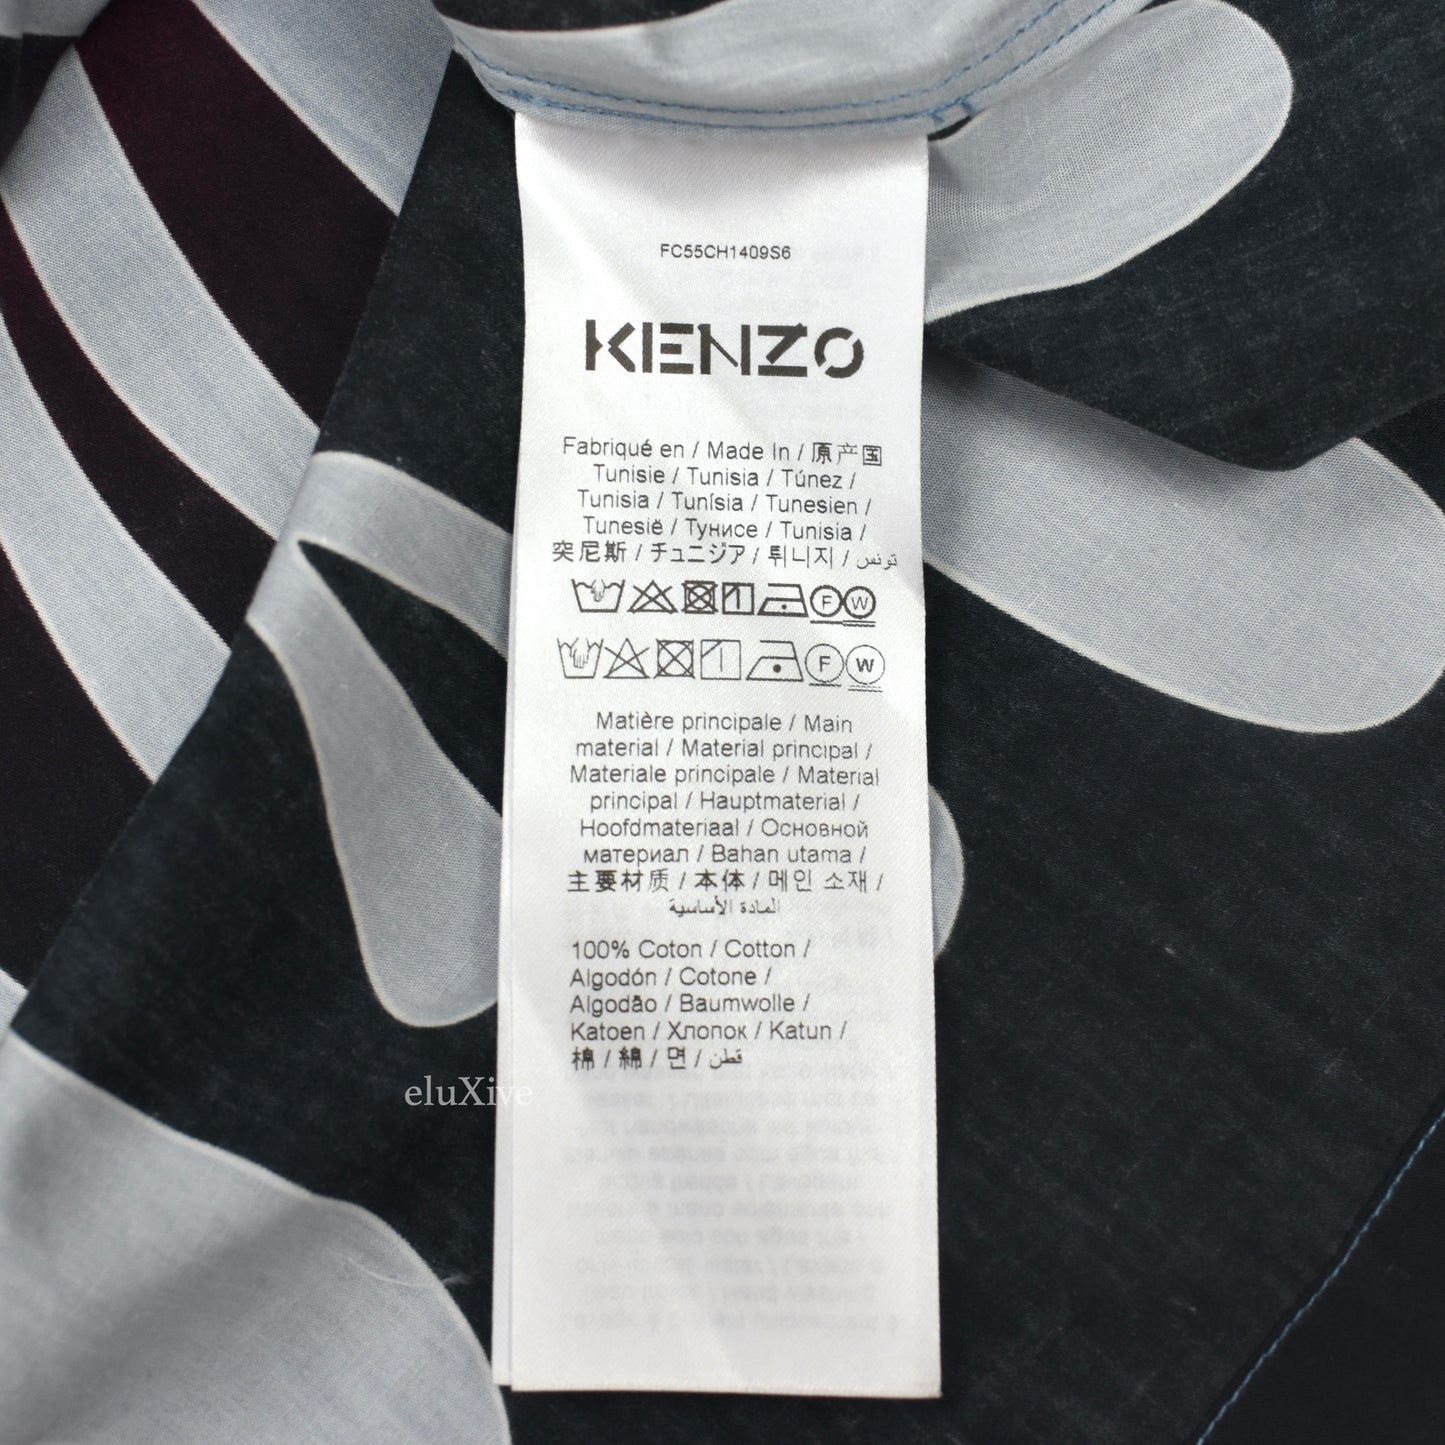 FC55CH1409S6
KENZO
Fabriqué en / Made In / 原产国
Tunisie / Tunisia / Túnez /
Tunisia / Tunísia / Tunesien /
Tunesië / Тунисе / Tunisia /
突尼斯 / チュニジア / 튀니지 / تونس
F W
F W
Matière principale / Main
material / Material principal /
Materiale principale / Material
principal / Hauptmaterial /
Hoofdmateriaal / Основной
материал / Bahan utama /
主要材质 / 本体 / 메인 소재 /
المادة الأساسية
100% Coton / Cotton /
Algodón / Cotone /
Algodão / Baumwolle /
Katoen / Хлопок / Katun /
棉 / 綿 / 면 / قطن
eluXive